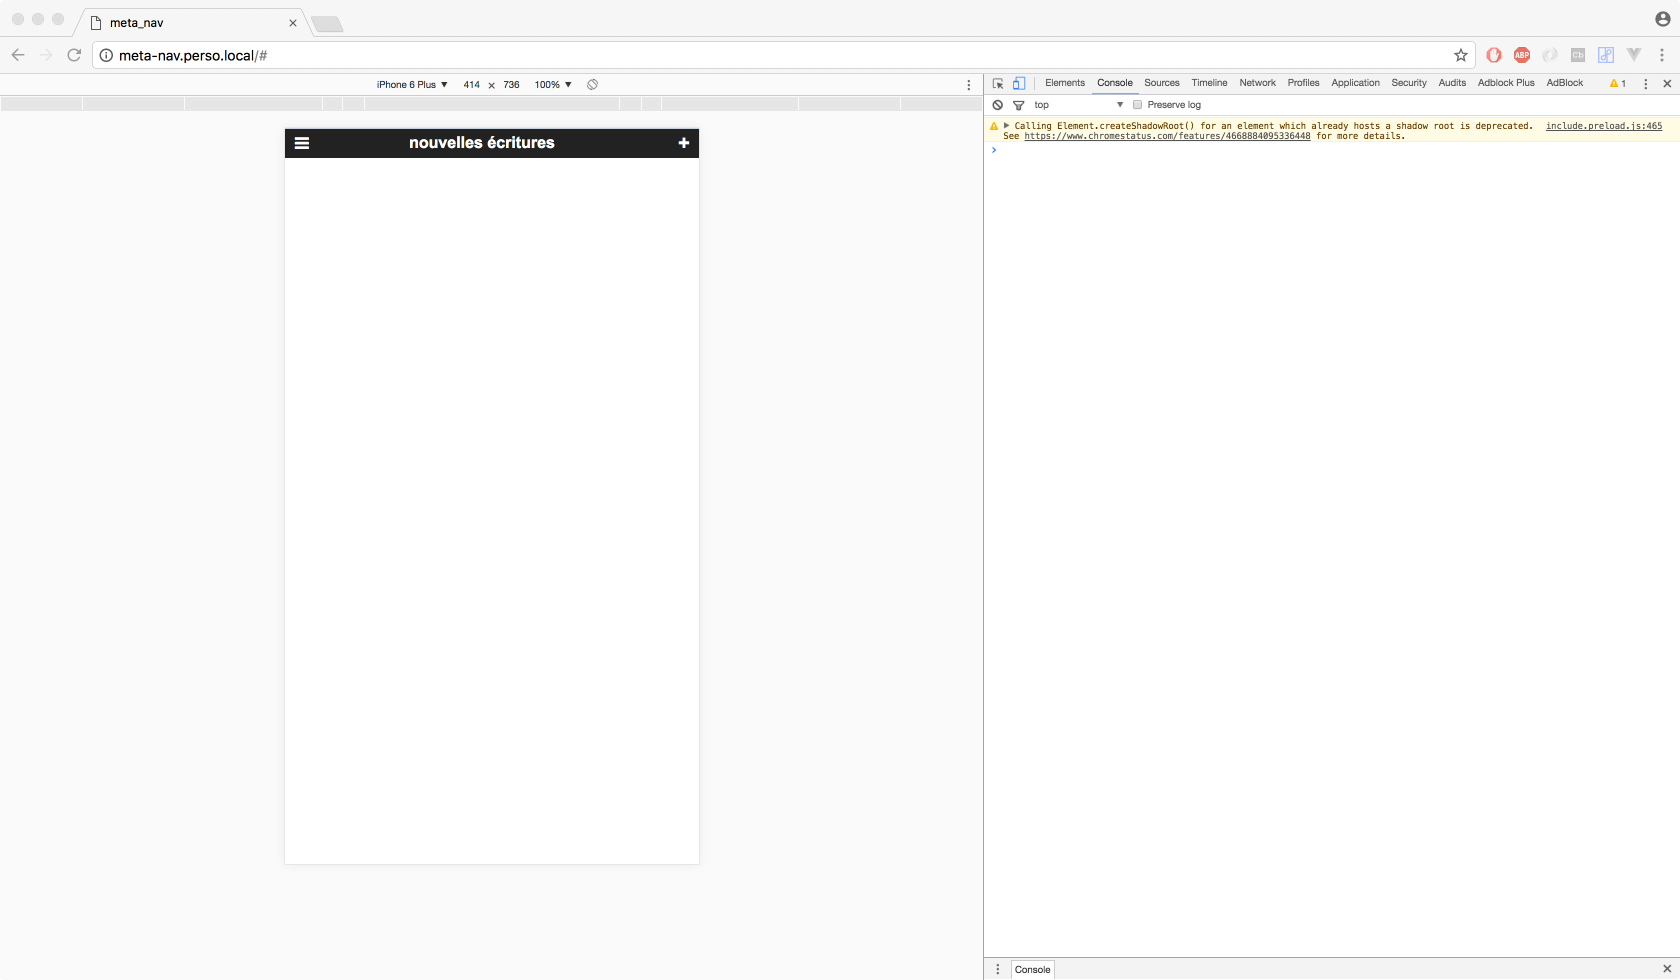 meta_nav
meta-nav.perso.local/#
iPhone 6 Plus ▼ 414 x 736 100% ▼
Elements Console Sources Timeline Network Profiles Application Security Audits Adblock Plus AdBlock 1
top ▼ Preserve log
nouvelles écritures
Calling Element.createShadowRoot() for an element which already hosts a shadow root is deprecated. include.preload.js:465
See https://www.chromestatus.com/features/4668884095336448 for more details.
ABP
cb
Console